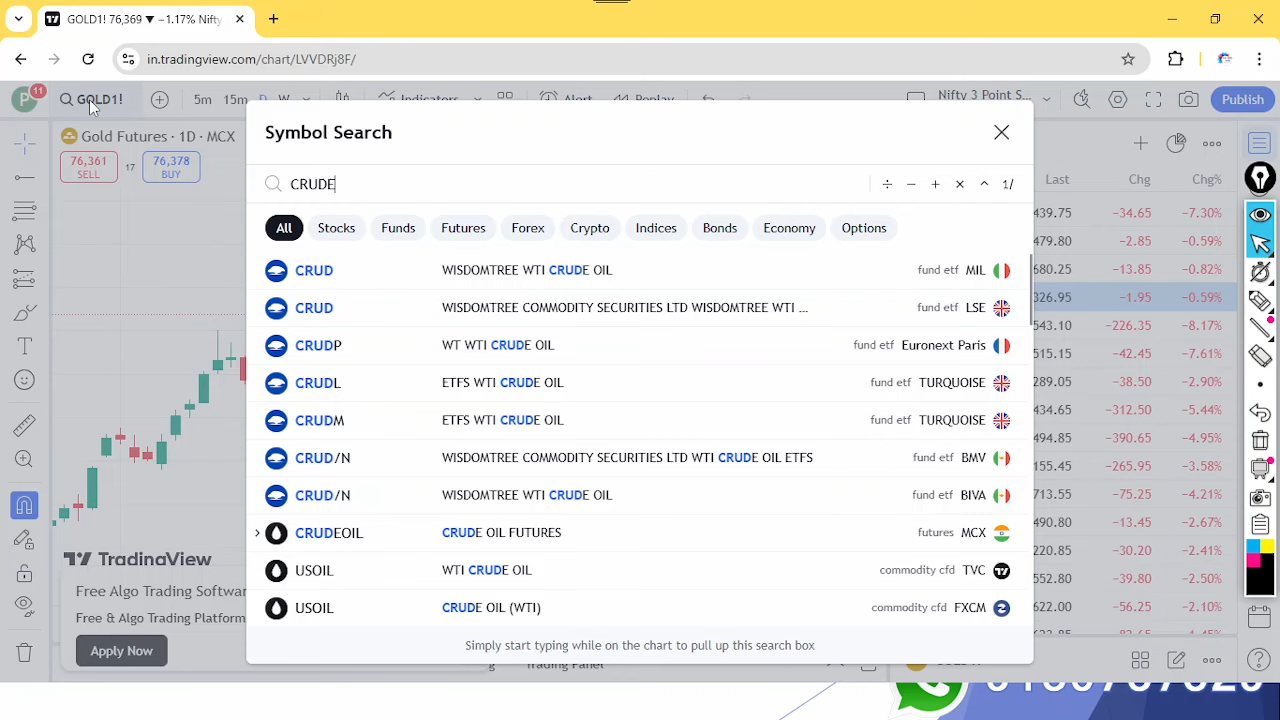 GOLD1! 76,369 ▼ −1.17% Nifty
in.tradingview.com/chart/LVVDRj8F/
P 11 GOLD1! 5m 15m D W Indicators Alert Replay Nifty 3 Point S... Publish
Gold Futures · 1D · MCX
76,361 SELL 17 76,378 BUY
Symbol Search
CRUDE ÷ − + × ^ 1/
All Stocks Funds Futures Forex Crypto Indices Bonds Economy Options
CRUD WISDOMTREE WTI CRUDE OIL fund etf MIL
CRUD WISDOMTREE COMMODITY SECURITIES LTD WISDOMTREE WTI ... fund etf LSE
CRUDP WT WTI CRUDE OIL fund etf Euronext Paris
CRUDL ETFS WTI CRUDE OIL fund etf TURQUOISE
CRUDM ETFS WTI CRUDE OIL fund etf TURQUOISE
CRUD/N WISDOMTREE COMMODITY SECURITIES LTD WTI CRUDE OIL ETFS fund etf BMV
CRUD/N WISDOMTREE WTI CRUDE OIL fund etf BIVA
CRUDEOIL CRUDE OIL FUTURES futures MCX
USOIL WTI CRUDE OIL commodity cfd TVC
USOIL CRUDE OIL (WTI) commodity cfd FXCM
Simply start typing while on the chart to pull up this search box
Last Chg Chg%
439.75 −34.65 −7.30%
479.80 −2.85 −0.59%
680.25 −13.85 −0.82%
326.95 −1.95 −0.59%
543.10 −226.35 −8.17%
515.15 −42.45 −7.61%
289.05 −38.50 −2.90%
434.65 −312.50 −5.44%
494.85 −390.65 −4.95%
155.45 −265.95 −3.58%
713.55 −75.25 −4.21%
490.80 −13.45 −2.67%
220.85 −30.20 −2.41%
552.80 −39.80 −2.50%
622.00 −56.25 −2.10%
TradingView
Free Algo Trading Softwar
Free & Algo Trading Platform
Apply Now
Trading Panel